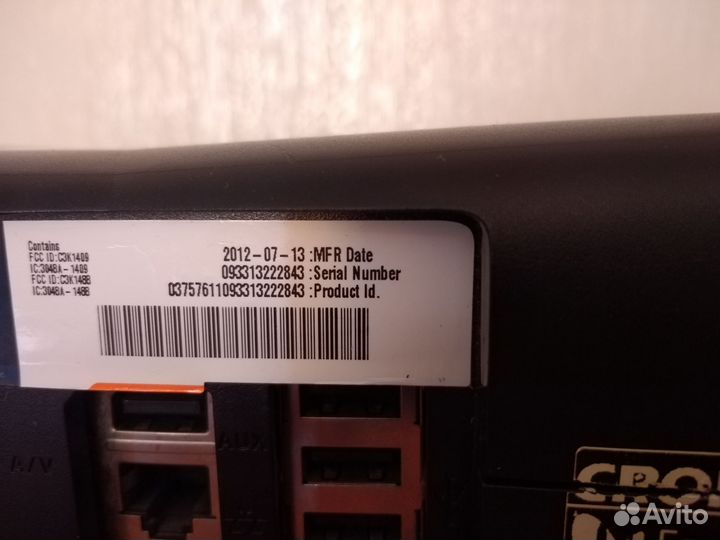 Contains
FCC ID:C3K1409
IC:3048A-1409
FCC ID:C3K1488
IC:3048A-1488
2012-07-13 :MFR Date
093313222843 :Serial Number
03757611093313222843 :Product Id.
A/V
AUX
Avito